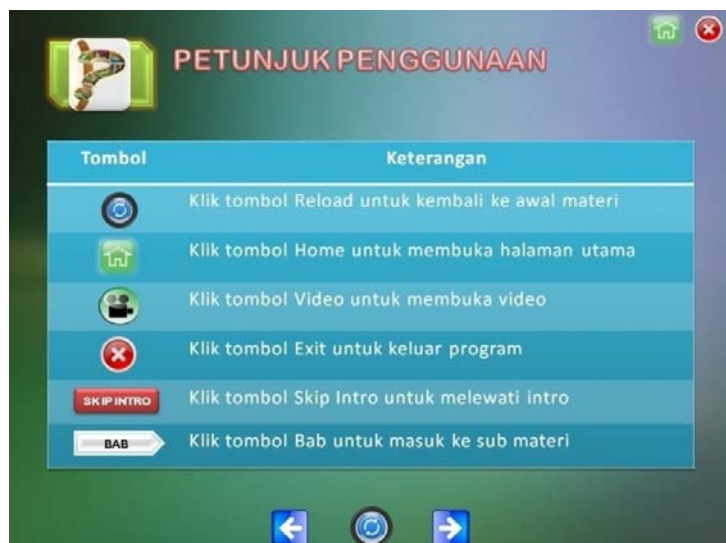 PETUNJUK PENGGUNAAN
Tombol Keterangan
Klik tombol Reload untuk kembali ke awal materi
Klik tombol Home untuk membuka halaman utama
Klik tombol Video untuk membuka video
Klik tombol Exit untuk keluar program
SKIP INTRO Klik tombol Skip Intro untuk melewati intro
BAB Klik tombol Bab untuk masuk ke sub materi